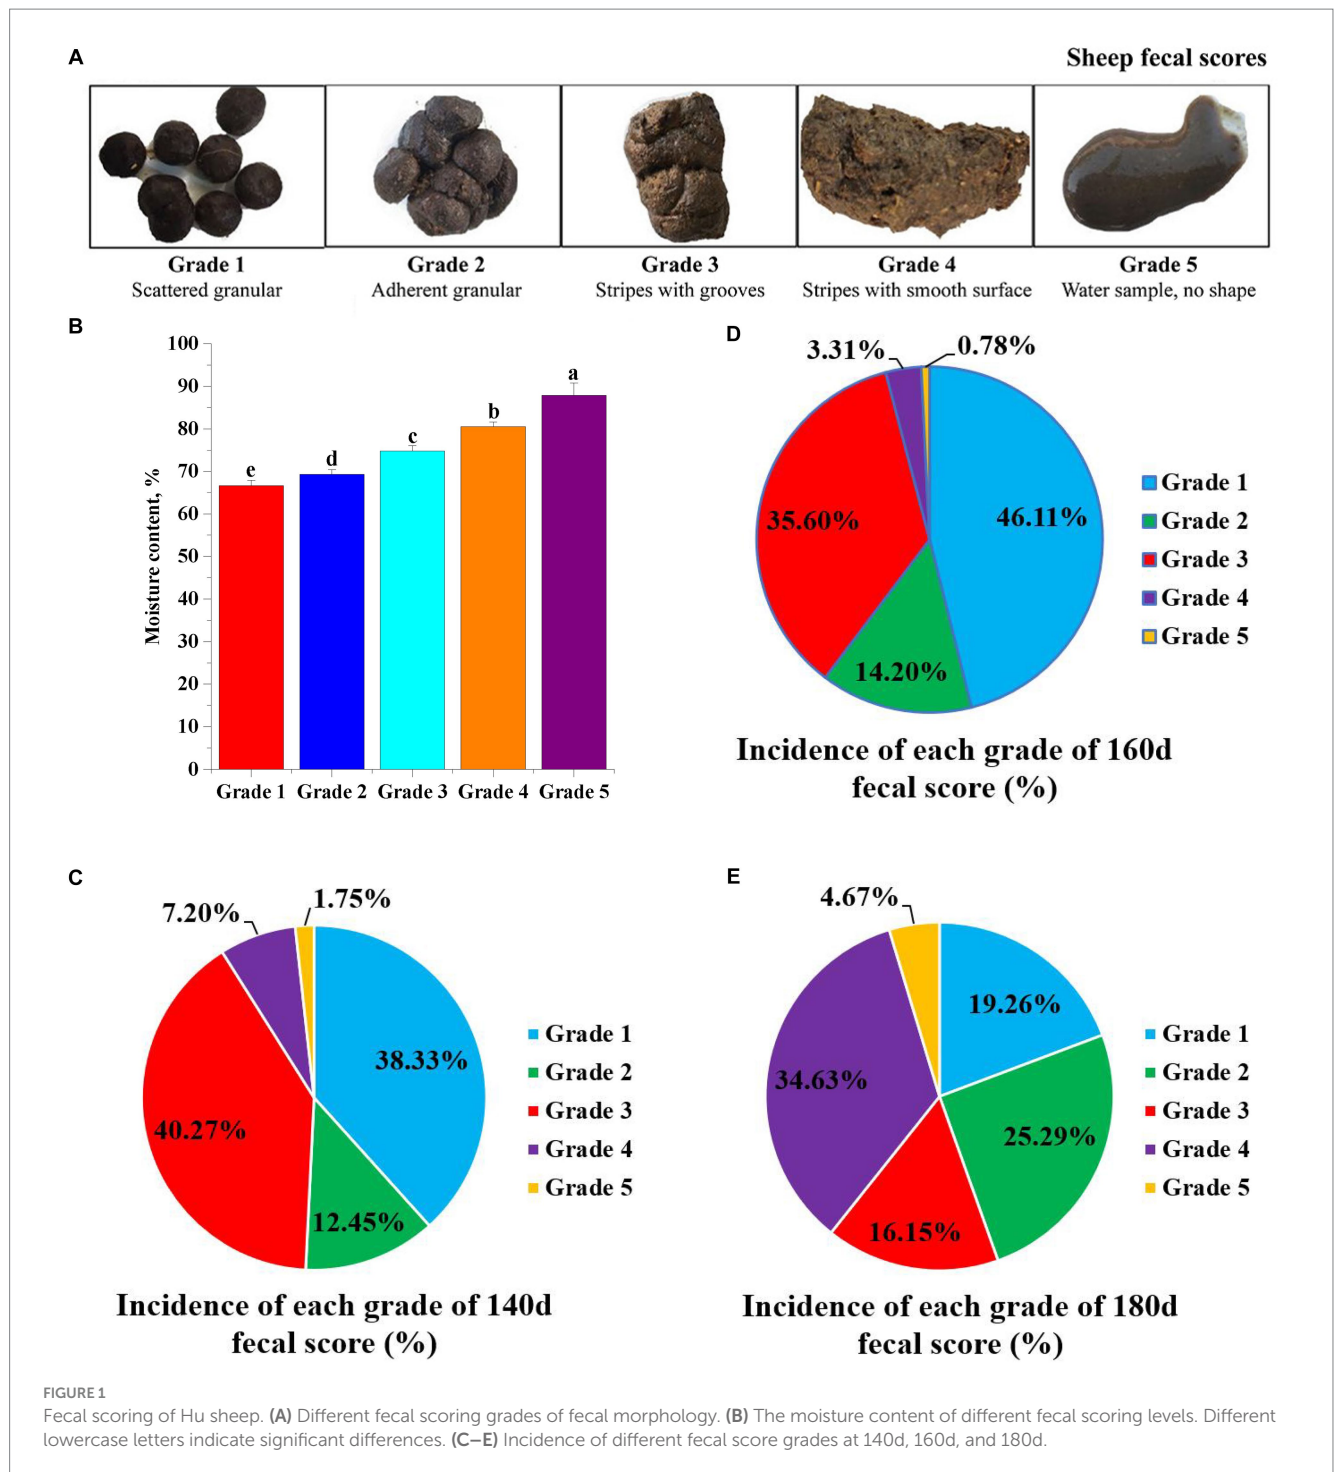 A
Sheep fecal scores
Grade 1
Scattered granular
Grade 2
Adherent granular
Grade 3
Stripes with grooves
Grade 4
Stripes with smooth surface
Grade 5
Water sample, no shape
B
100
90
80
70
60
50
40
30
20
10
0
Moisture content, %
e
d
c
b
a
Grade 1
Grade 2
Grade 3
Grade 4
Grade 5
D
3.31%
0.78%
35.60%
46.11%
14.20%
Grade 1
Grade 2
Grade 3
Grade 4
Grade 5
Incidence of each grade of 160d
fecal score (%)
C
7.20%
1.75%
38.33%
40.27%
12.45%
Grade 1
Grade 2
Grade 3
Grade 4
Grade 5
Incidence of each grade of 140d
fecal score (%)
E
4.67%
19.26%
34.63%
25.29%
16.15%
Grade 1
Grade 2
Grade 3
Grade 4
Grade 5
Incidence of each grade of 180d
fecal score (%)
FIGURE 1
Fecal scoring of Hu sheep. (A) Different fecal scoring grades of fecal morphology. (B) The moisture content of different fecal scoring levels. Different
lowercase letters indicate significant differences. (C–E) Incidence of different fecal score grades at 140d, 160d, and 180d.